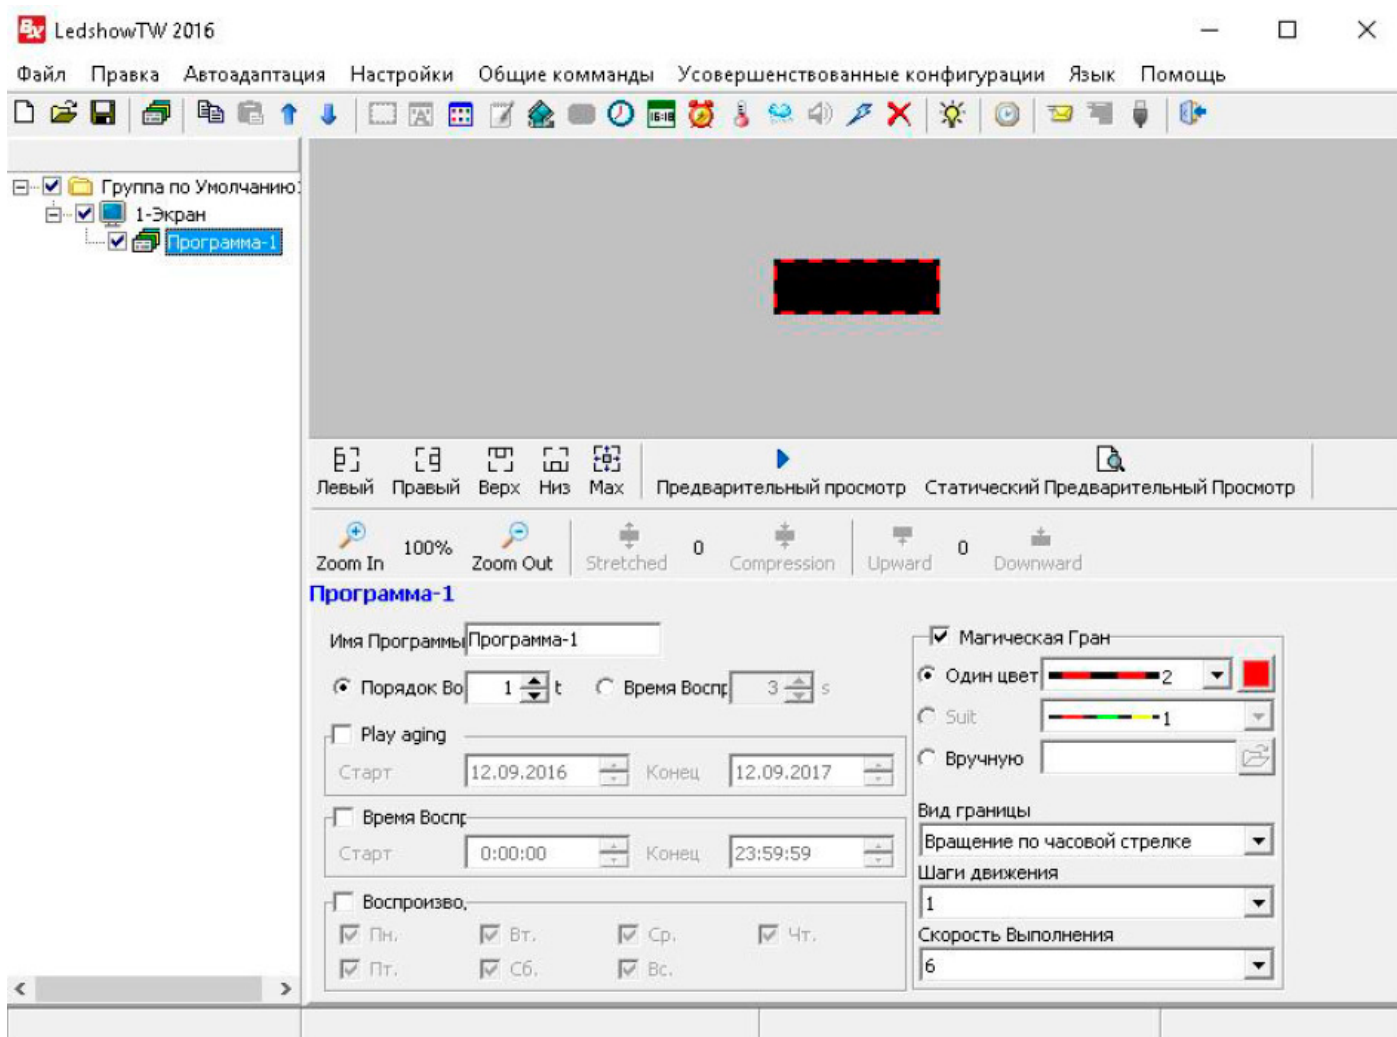 LedshowTW 2016
Файл Правка Автоадаптация Настройки Общие комманды Усовершенствованные конфигурации Язык Помощь
Группа по Умолчанию
1-Экран
Программа-1
Левый Правый Верх Низ Max Предварительный просмотр Статический Предварительный Просмотр
Zoom In 100% Zoom Out Stretched 0 Compression Upward 0 Downward
Программа-1
Имя Программы Программа-1
Порядок Во 1 t Время Воспр 3 s
Play aging
Старт 12.09.2016 Конец 12.09.2017
Время Воспр
Старт 0:00:00 Конец 23:59:59
Воспроизво
Пн. Вт. Ср. Чт.
Пт. Сб. Вс.
Магическая Гран
Один цвет 2
Suit 1
Вручную
Вид границы
Вращение по часовой стрелке
Шаги движения
1
Скорость Выполнения
6